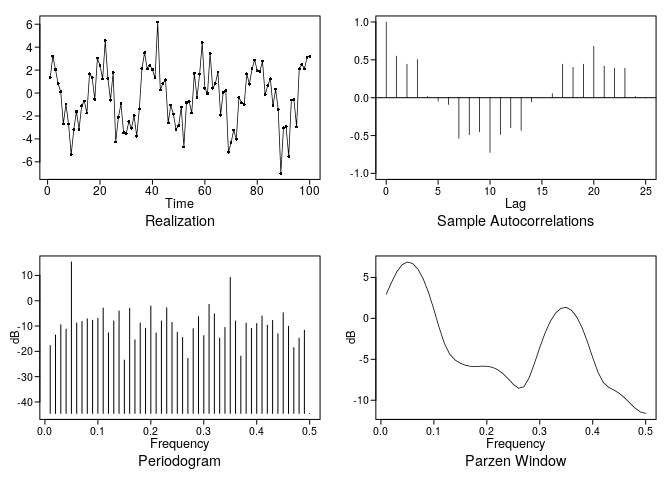 6
4
2
0
-2
-4
-6
0 20 40 60 80 100
Time
Realization
1.0
0.5
0.0
-0.5
-1.0
0 5 10 15 20 25
Lag
Sample Autocorrelations
10
0
-10
-20
-30
-40
dB
0.0 0.1 0.2 0.3 0.4 0.5
Frequency
Periodogram
5
0
-5
-10
dB
0.0 0.1 0.2 0.3 0.4 0.5
Frequency
Parzen Window